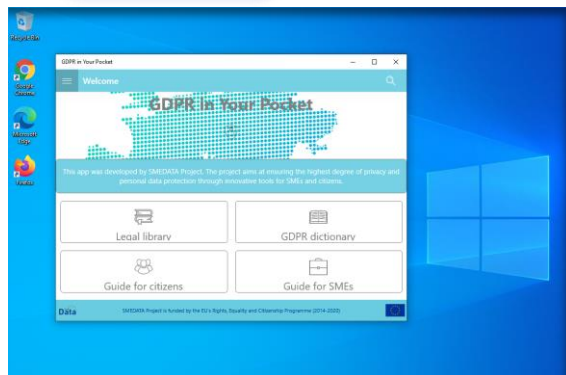 Recycle Bin
Google
Chrome
Microsoft
Edge
Firefox
GDPR in Your Pocket
Welcome
GDPR in Your Pocket
This app was developed by SMEDATA Project. The project aims at ensuring the highest degree of privacy and
personal data protection through innovative tools for SMEs and citizens.
Legal library
GDPR dictionary
Guide for citizens
Guide for SMEs
Data
SMEDATA Project is funded by the EU's Rights, Equality and Citizenship Programme (2014-2020)